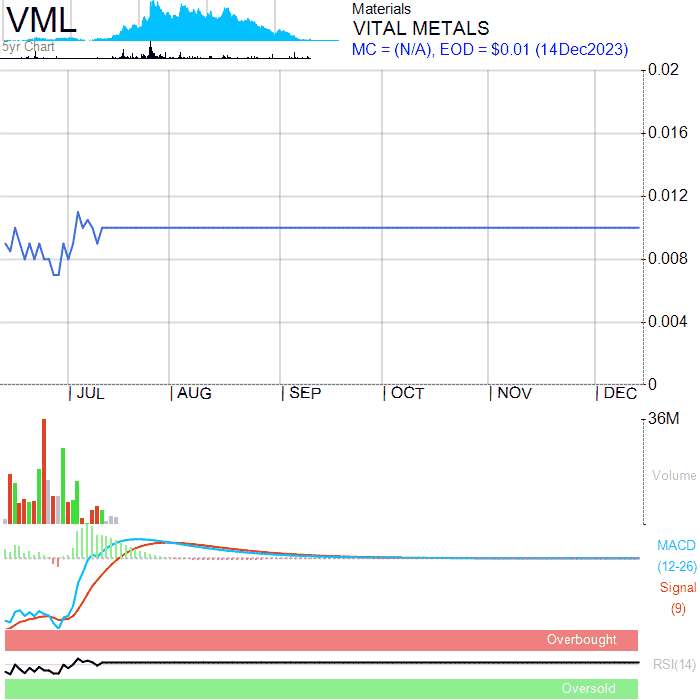 VML
5yr Chart
Materials
VITAL METALS
MC = (N/A), EOD = $0.01 (14Dec2023)
0.02
0.016
0.012
0.008
0.004
0
JUL AUG SEP OCT NOV DEC
36M
Volume
MACD
(12-26)
Signal
(9)
Overbought
RSI(14)
Oversold